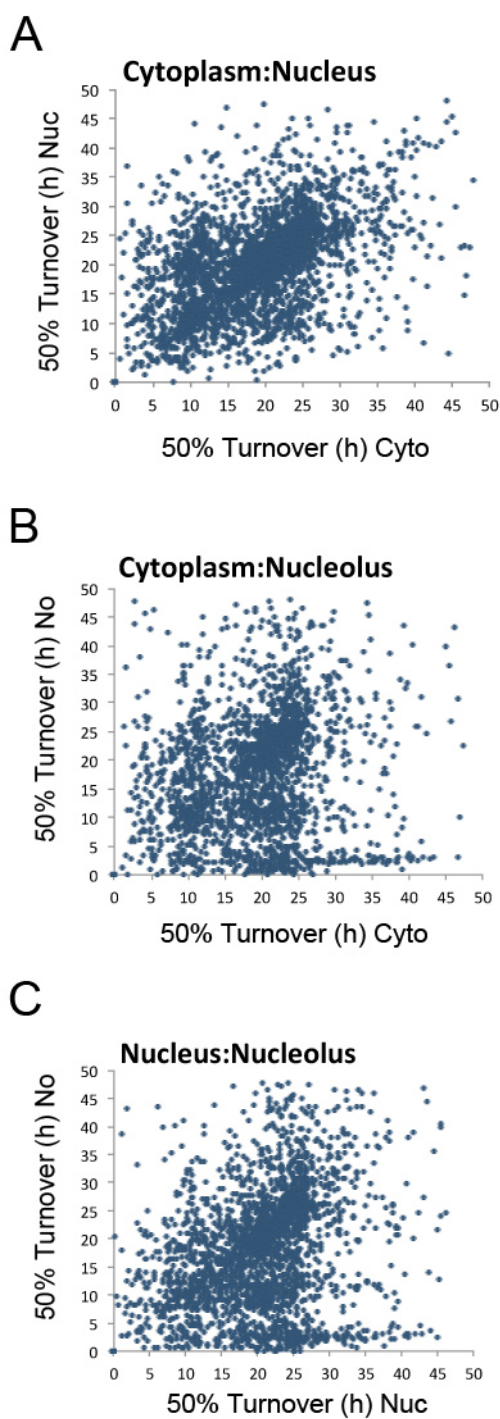 A
Cytoplasm:Nucleus
50% Turnover (h) Nuc
50
45
40
35
30
25
20
15
10
5
0
0 5 10 15 20 25 30 35 40 45 50
50% Turnover (h) Cyto
B
Cytoplasm:Nucleolus
50% Turnover (h) No
50
45
40
35
30
25
20
15
10
5
0
0 5 10 15 20 25 30 35 40 45 50
50% Turnover (h) Cyto
C
Nucleus:Nucleolus
50% Turnover (h) No
50
45
40
35
30
25
20
15
10
5
0
0 5 10 15 20 25 30 35 40 45 50
50% Turnover (h) Nuc